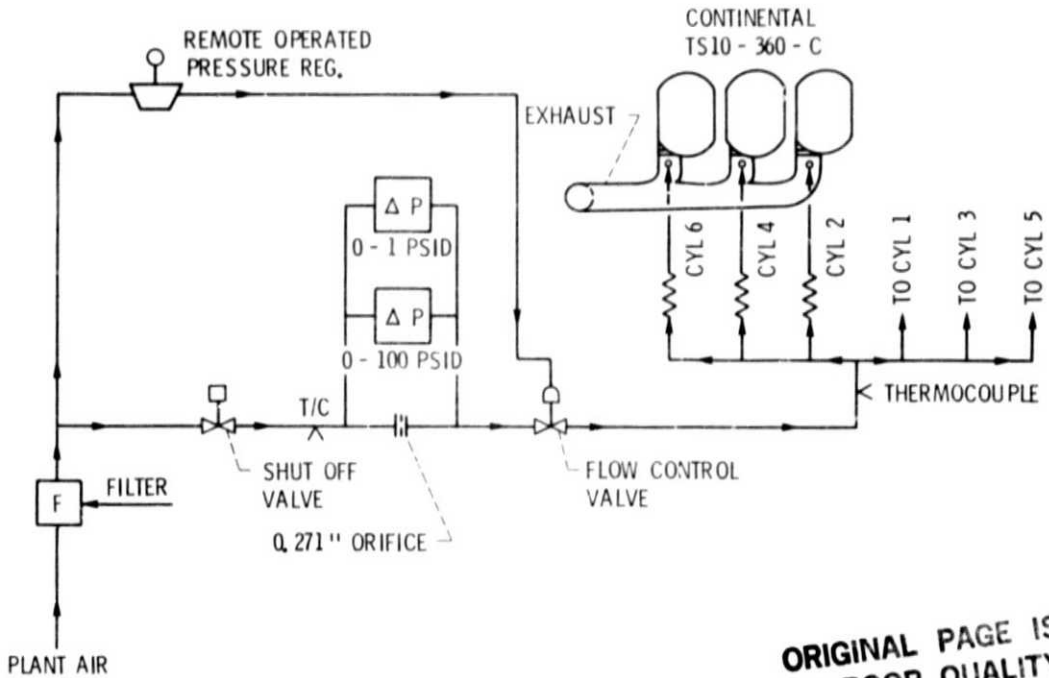 REMOTE OPERATED
PRESSURE REG.
CONTINENTAL
TS10 - 360 - C
EXHAUST
Δ P
0 - 1 PSID
Δ P
0 - 100 PSID
CYL 6
CYL 4
CYL 2
TO CYL 1
TO CYL 3
TO CYL 5
THERMOCOUPLE
T/C
SHUT OFF
VALVE
FLOW CONTROL
VALVE
F
FILTER
0.271" ORIFICE
PLANT AIR
ORIGINAL PAGE IS
POOR QUALITY